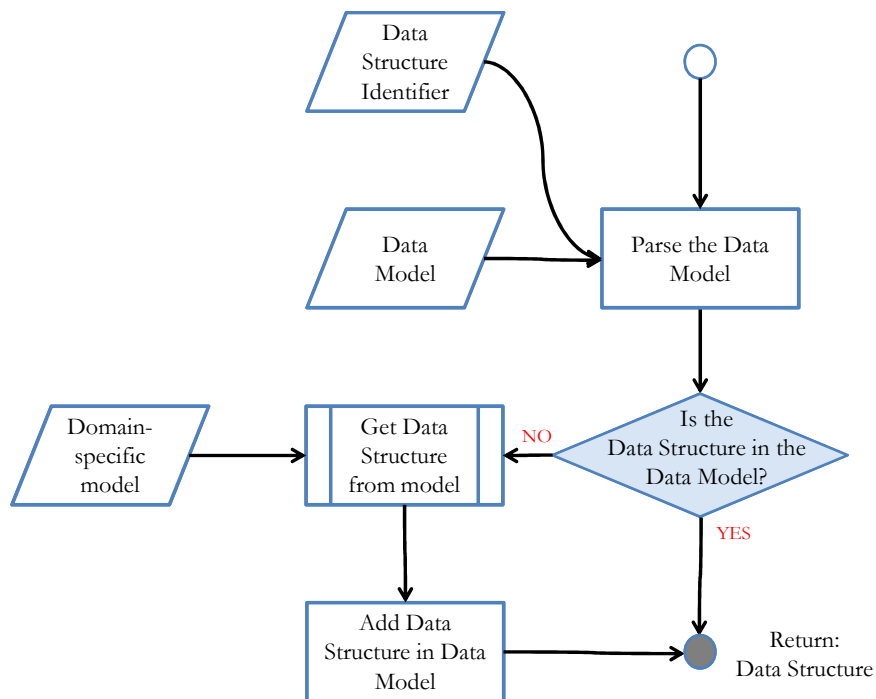 Data
Structure
Identifier
Data
Model
Parse the Data
Model
Domain-
specific
model
Get Data
Structure
from model
NO
Is the
Data Structure in the
Data Model?
YES
Add Data
Structure in Data
Model
Return:
Data Structure